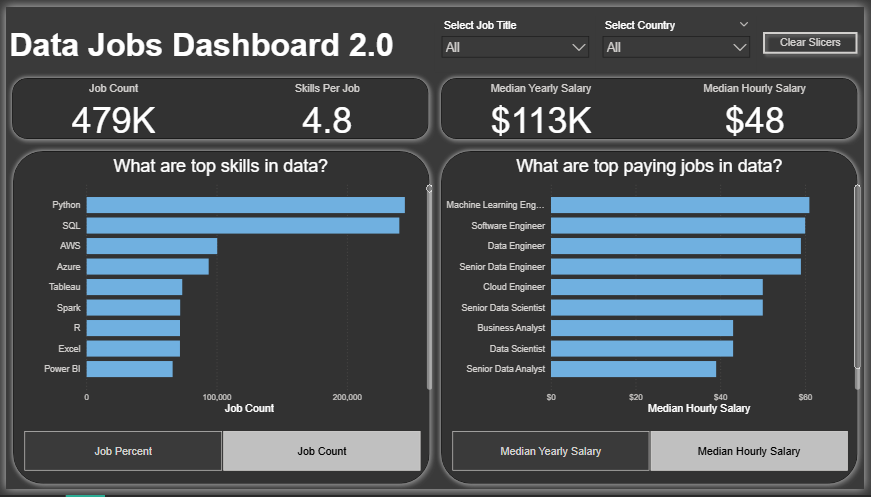 Data Jobs Dashboard 2.0
Select Job Title
All
Select Country
All
Clear Slicers
Job Count
479K
Skills Per Job
4.8
Median Yearly Salary
$113K
Median Hourly Salary
$48
What are top skills in data?
Python
SQL
AWS
Azure
Tableau
Spark
R
Excel
Power BI
0
100,000
200,000
Job Count
Job Percent
Job Count
What are top paying jobs in data?
Machine Learning Eng...
Software Engineer
Data Engineer
Senior Data Engineer
Cloud Engineer
Senior Data Scientist
Business Analyst
Data Scientist
Senior Data Analyst
$0
$20
$40
$60
Median Hourly Salary
Median Yearly Salary
Median Hourly Salary